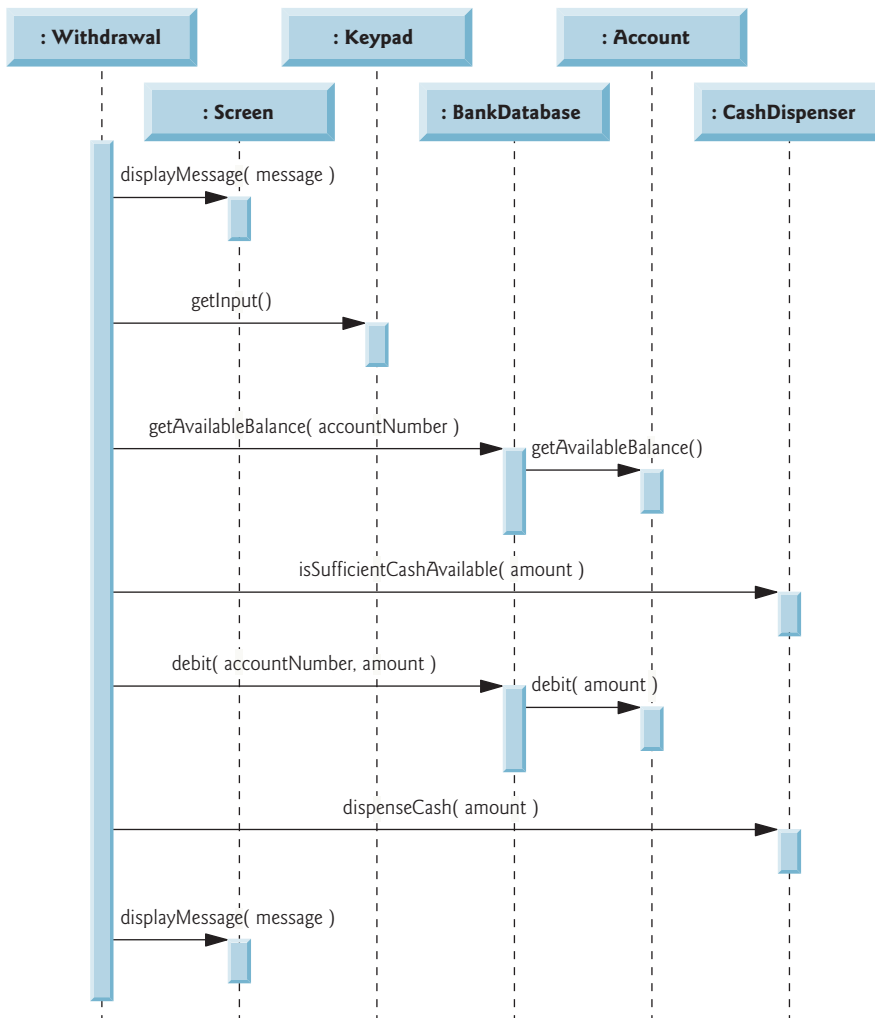 : Withdrawal
: Keypad
: Account
: Screen
: BankDatabase
: CashDispenser
displayMessage( message )
getInput()
getAvailableBalance( accountNumber )
getAvailableBalance()
isSufficientCashAvailable( amount )
debit( accountNumber, amount )
debit( amount )
dispenseCash( amount )
displayMessage( message )